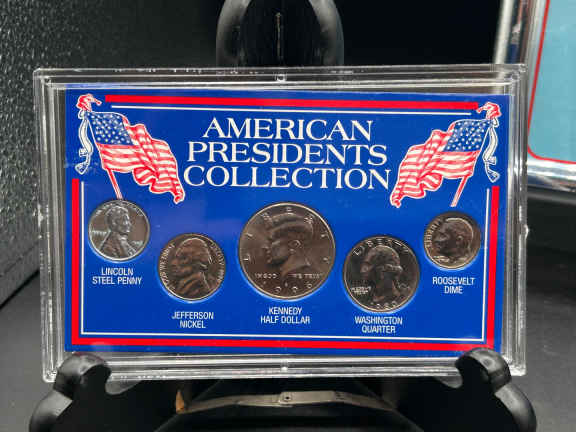 AMERICAN
PRESIDENTS
COLLECTION
LINCOLN
STEEL PENNY
JEFFERSON
NICKEL
KENNEDY
HALF DOLLAR
WASHINGTON
QUARTER
ROOSEVELT
DIME
LIBERTY
IN GOD WE TRUST
LIBERTY